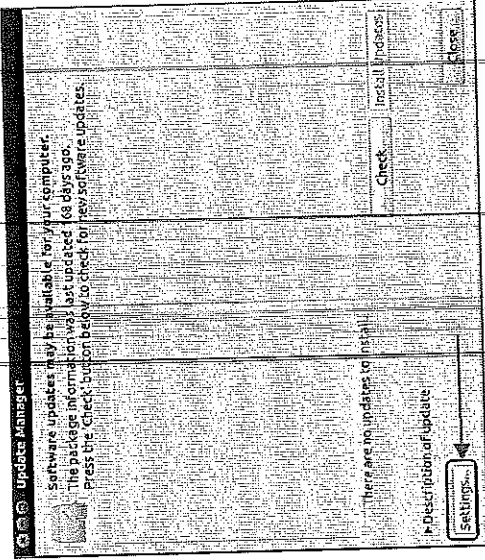 Update Manager
Software updates may be available for your computer.
The package information was last updated 168 days ago.
Press the 'Check' button below to check for new software updates.
There are no updates to install.
Check
Install Updates
Description of update
Settings...
Close